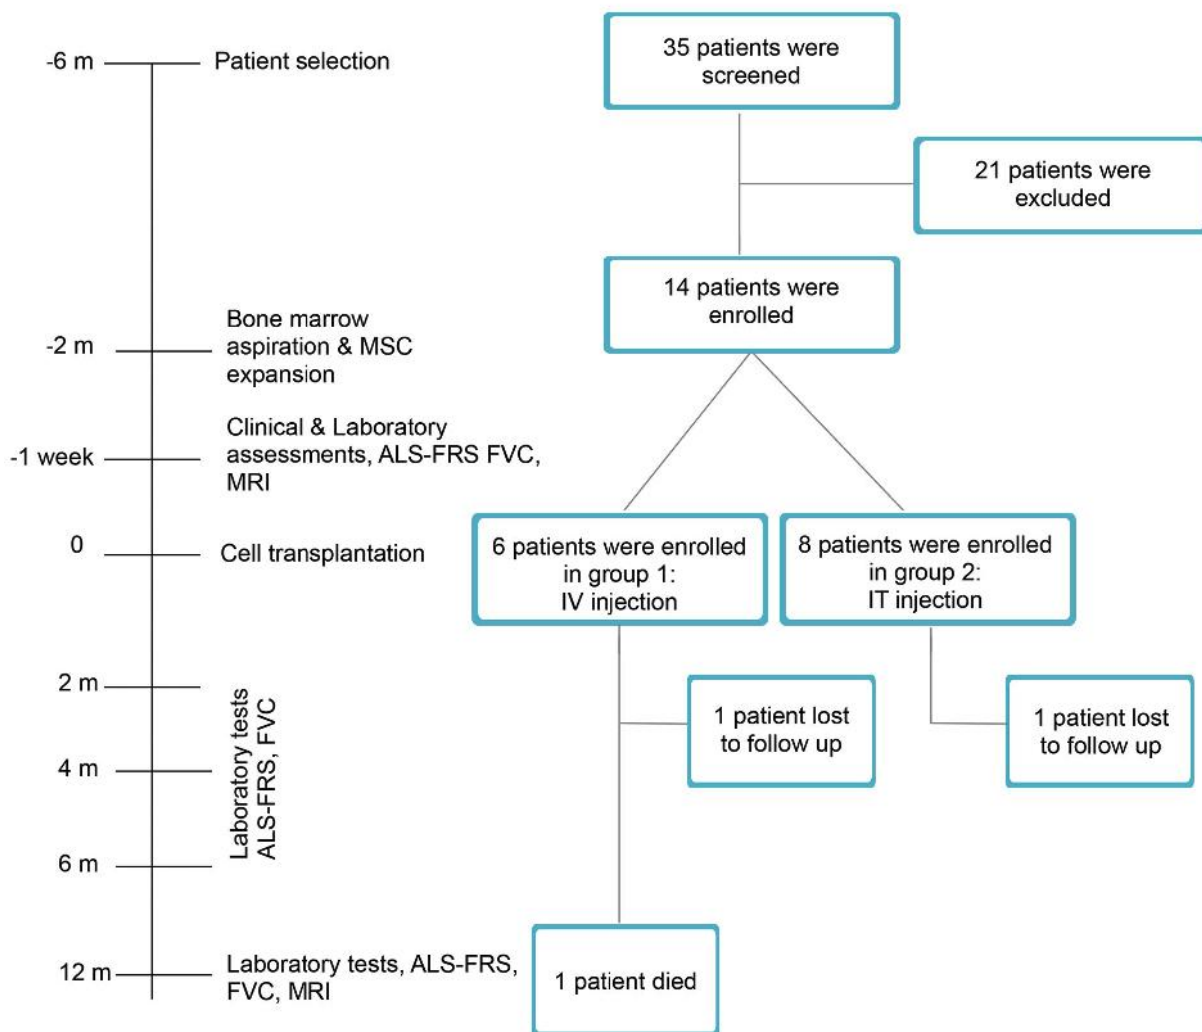 -6 m
Patient selection
35 patients were
screened
21 patients were
excluded
14 patients were
enrolled
-2 m
Bone marrow
aspiration & MSC
expansion
-1 week
Clinical & Laboratory
assessments, ALS-FRS FVC,
MRI
0
Cell transplantation
6 patients were enrolled
in group 1:
IV injection
8 patients were enrolled
in group 2:
IT injection
2 m
4 m
6 m
Laboratory tests
ALS-FRS, FVC
1 patient lost
to follow up
1 patient lost
to follow up
12 m
Laboratory tests, ALS-FRS,
FVC, MRI
1 patient died